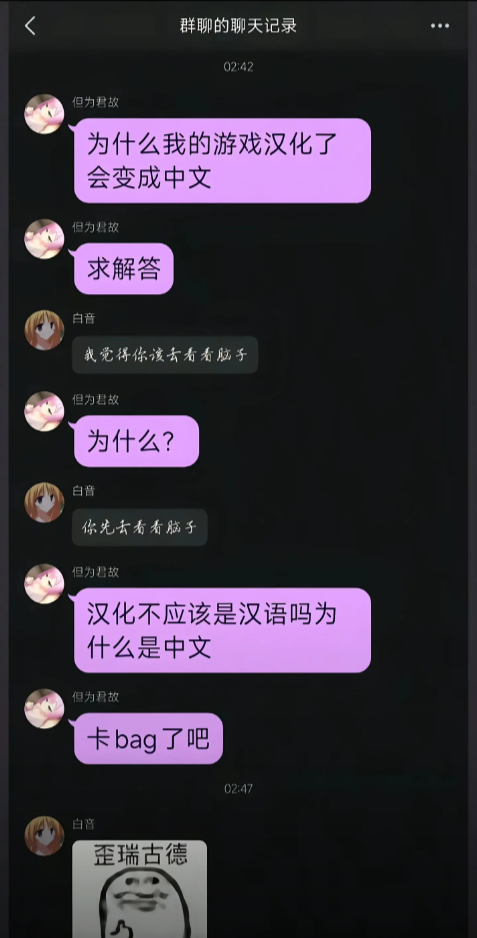 群聊的聊天记录
02:42
但为君故
为什么我的游戏汉化了
会变成中文
但为君故
求解答
白音
我觉得你该去看看脑子
但为君故
为什么？
白音
你先去看看脑子
但为君故
汉化不应该是汉语吗为
什么是中文
但为君故
卡bag了吧
02:47
白音
歪瑞古德